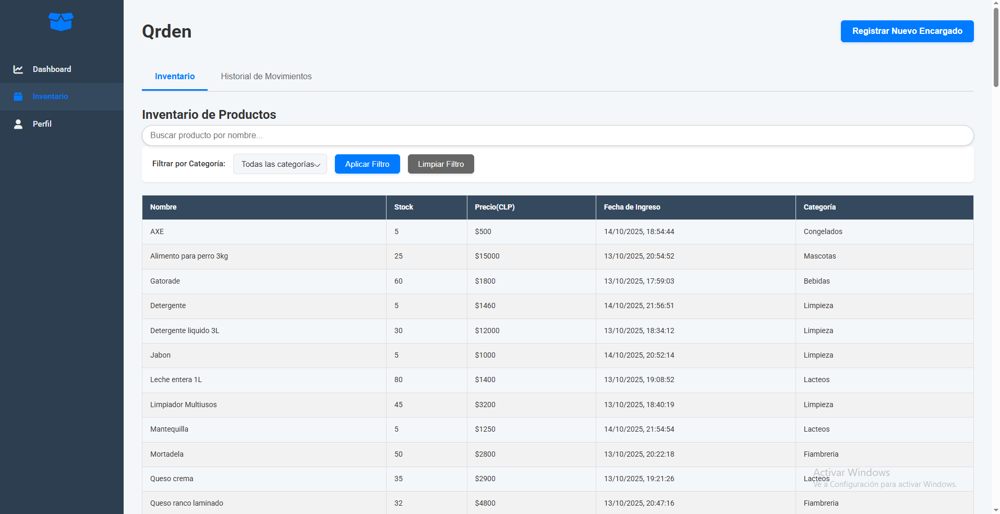 Qrden
Registrar Nuevo Encargado
Dashboard
Inventario
Perfil
Inventario Historial de Movimientos
Inventario de Productos
Buscar producto por nombre...
Filtrar por Categoría: Todas las categorías Aplicar Filtro Limpiar Filtro
Nombre Stock Precio(CLP) Fecha de Ingreso Categoría
AXE 5 $500 14/10/2025, 18:54:44 Congelados
Alimento para perro 3kg 25 $15000 13/10/2025, 20:54:52 Mascotas
Gatorade 60 $1800 13/10/2025, 17:59:03 Bebidas
Detergente 5 $1460 14/10/2025, 21:56:51 Limpieza
Detergente liquido 3L 30 $12000 13/10/2025, 18:34:12 Limpieza
Jabon 5 $1000 14/10/2025, 20:52:14 Limpieza
Leche entera 1L 80 $1400 13/10/2025, 19:08:52 Lacteos
Limpiador Multiusos 45 $3200 13/10/2025, 18:40:19 Limpieza
Mantequilla 5 $1250 14/10/2025, 21:54:54 Lacteos
Mortadela 50 $2800 13/10/2025, 20:22:18 Fiambreria
Queso crema 35 $2900 13/10/2025, 19:21:26 Lacteos
Queso ranco laminado 32 $4800 13/10/2025, 20:47:16 Fiambreria
Activar Windows
Ve a Configuración para activar Windows.